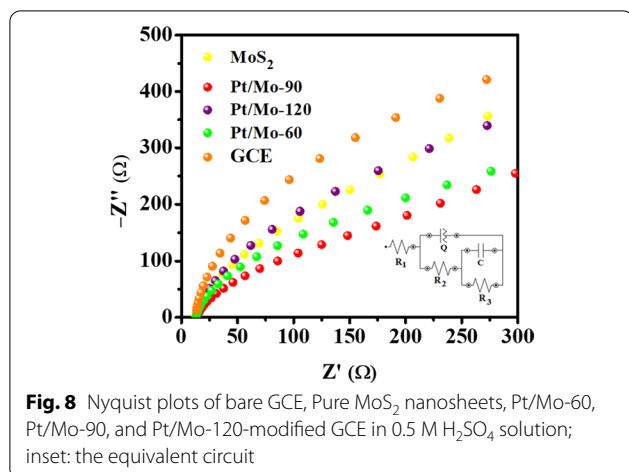 500
400
300
200
100
0
0 50 100 150 200 250 300
−Z'' (Ω)
Z' (Ω)
MoS₂
Pt/Mo-90
Pt/Mo-120
Pt/Mo-60
GCE
R₁
Q
C
R₂
R₃
Fig. 8 Nyquist plots of bare GCE, Pure MoS₂ nanosheets, Pt/Mo-60,
Pt/Mo-90, and Pt/Mo-120-modified GCE in 0.5 M H₂SO₄ solution;
inset: the equivalent circuit